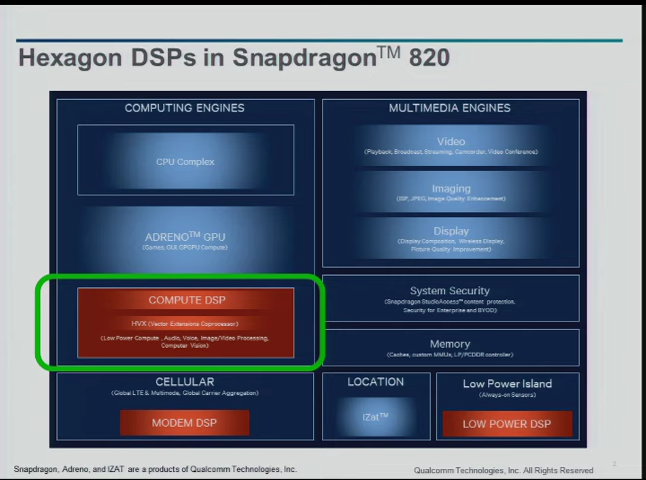 Hexagon DSPs in Snapdragon™ 820
COMPUTING ENGINES
CPU Complex
ADRENO™ GPU
(Games, GUI, GPGPU Compute)
COMPUTE DSP
HVX (Vector Extensions Coprocessor)
(Low Power Compute , Audio, Voice, Image/Video Processing,
Computer Vision)
CELLULAR
(Global LTE & Multimode, Global Carrier Aggregation)
MODEM DSP
MULTIMEDIA ENGINES
Video
(Playback, Broadcast, Streaming, Camcorder, Video Conference)
Imaging
(ISP, JPEG, Image Quality Enhancement)
Display
(Display Composition, Wireless Display,
Picture Quality Improvement)
System Security
(Snapdragon StudioAccess™ content protection,
Security for Enterprise and BYOD)
Memory
(Caches, custom MMUs, LP/PCDDR controller)
LOCATION
IZat™
Low Power Island
(Always-on Sensors)
LOW POWER DSP
Snapdragon, Adreno, and IZAT are a products of Qualcomm Technologies, Inc.
Qualcomm Technologies, Inc. All Rights Reserved
2